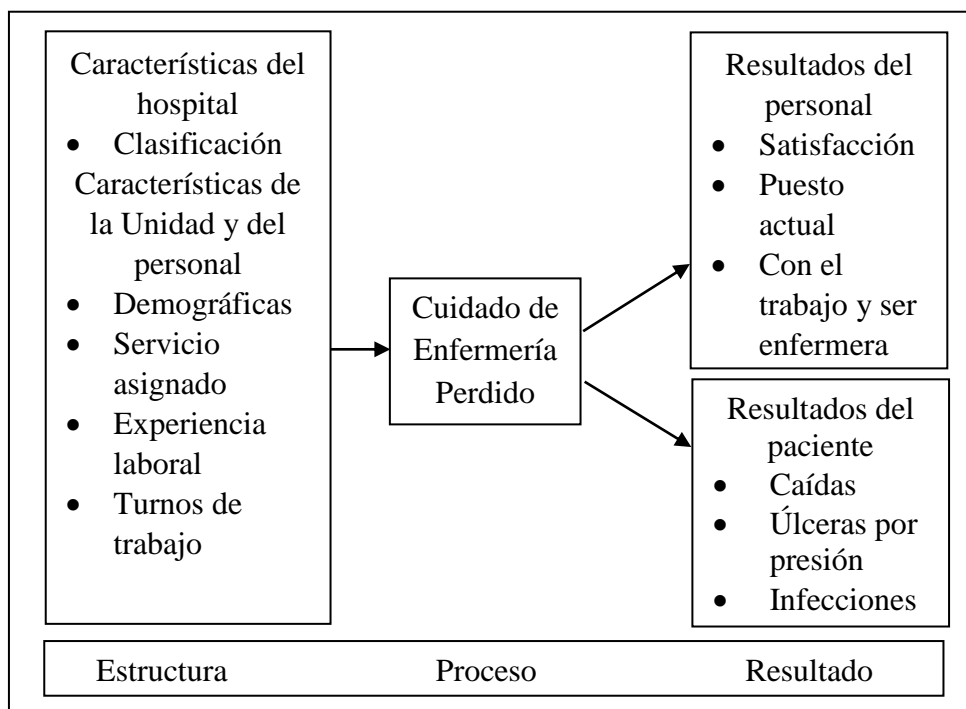 Características del
hospital
• Clasificación
Características de
la Unidad y del
personal
• Demográficas
• Servicio
asignado
• Experiencia
laboral
• Turnos de
trabajo
Cuidado de
Enfermería
Perdido
Resultados del
personal
• Satisfacción
• Puesto
actual
• Con el
trabajo y ser
enfermera
Resultados del
paciente
• Caídas
• Úlceras por
presión
• Infecciones
Estructura Proceso Resultado